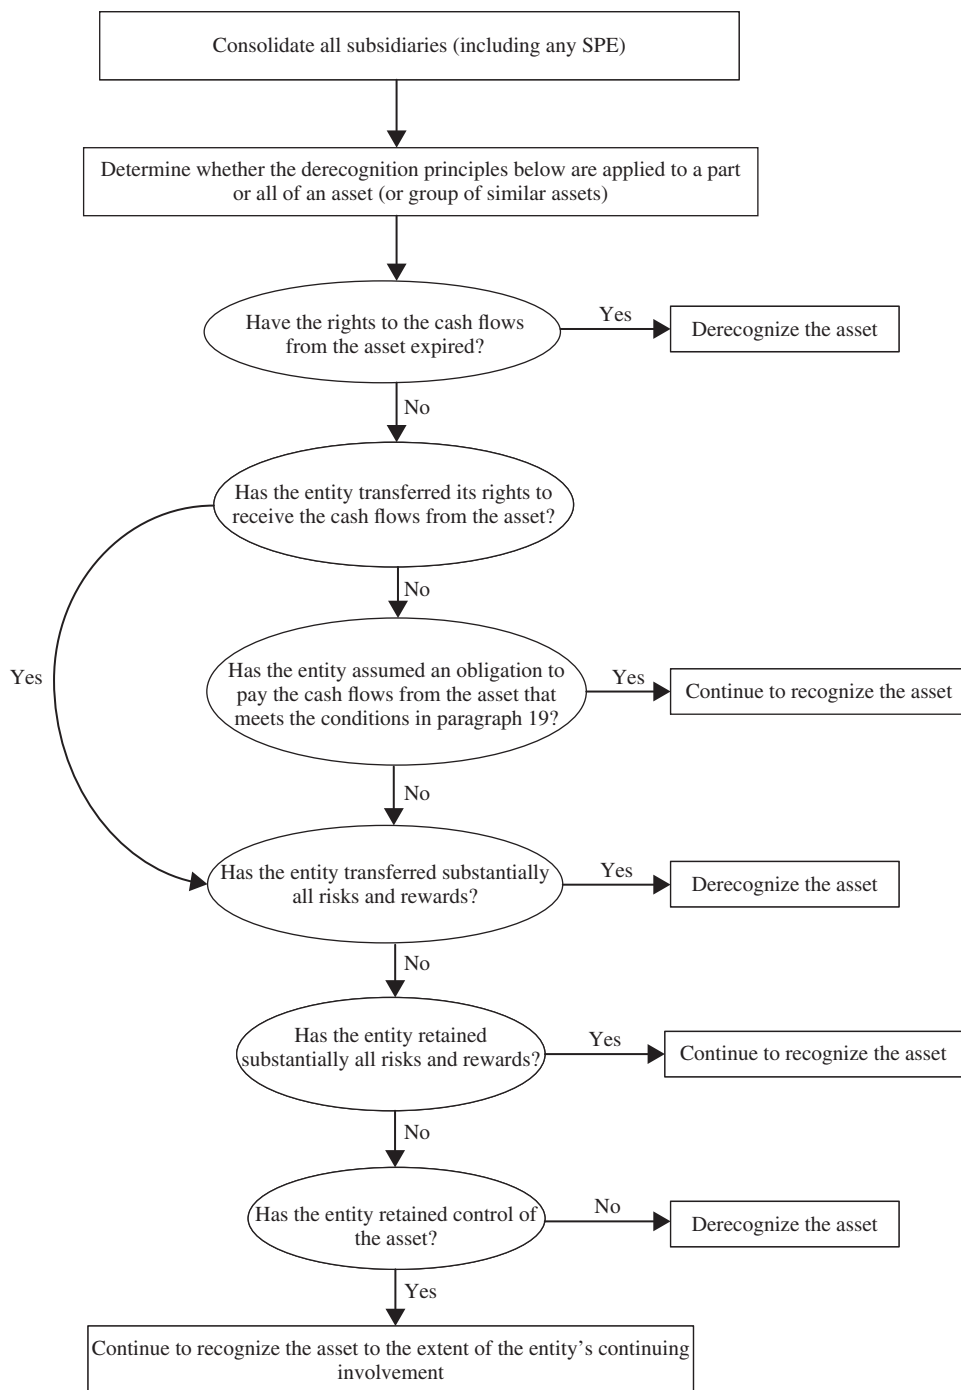 Consolidate all subsidiaries (including any SPE)
Determine whether the derecognition principles below are applied to a part
or all of an asset (or group of similar assets)
Have the rights to the cash flows
from the asset expired?
Yes
Derecognize the asset
No
Has the entity transferred its rights to
receive the cash flows from the asset?
Yes
No
Has the entity assumed an obligation to
pay the cash flows from the asset that
meets the conditions in paragraph 19?
Yes
Continue to recognize the asset
No
Has the entity transferred substantially
all risks and rewards?
Yes
Derecognize the asset
No
Has the entity retained
substantially all risks and rewards?
Yes
Continue to recognize the asset
No
Has the entity retained control of
the asset?
No
Derecognize the asset
Yes
Continue to recognize the asset to the extent of the entity’s continuing
involvement